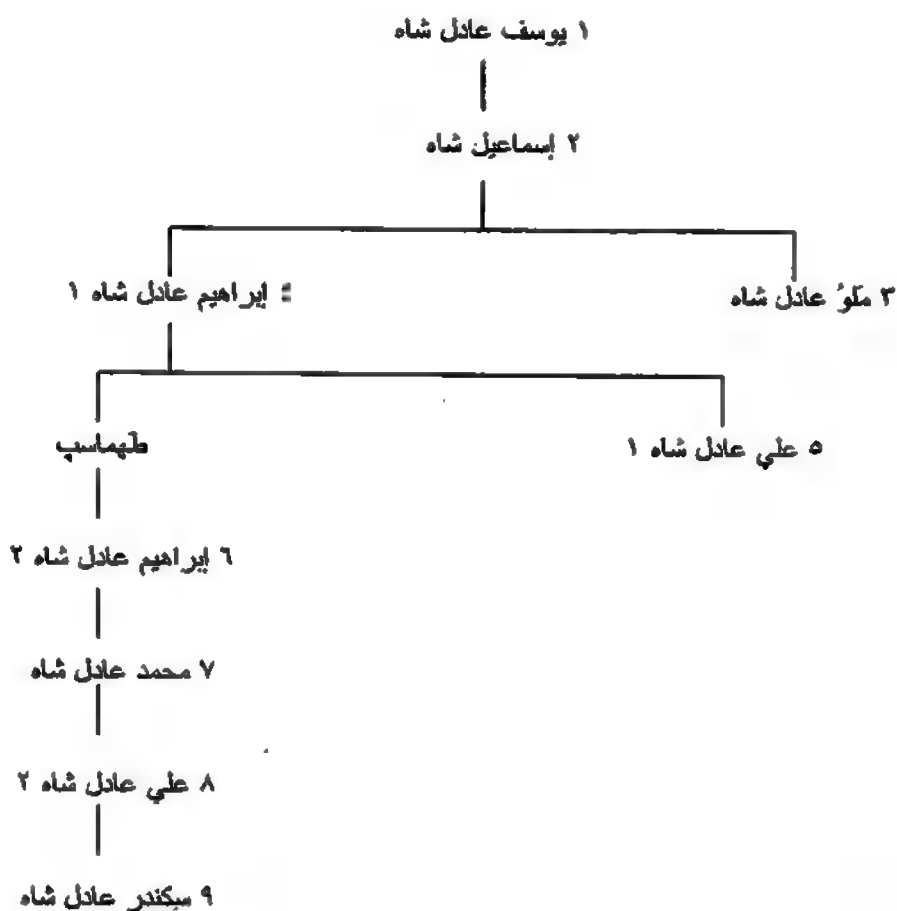 ١ يوسف عادل شاه
٢ إسماعيل شاه
٣ ملوُ عادل شاه
٤ إبراهيم عادل شاه ١
٥ علي عادل شاه ١
طهماسب
٦ إبراهيم عادل شاه ٢
٧ محمد عادل شاه
٨ علي عادل شاه ٢
٩ سكندر عادل شاه